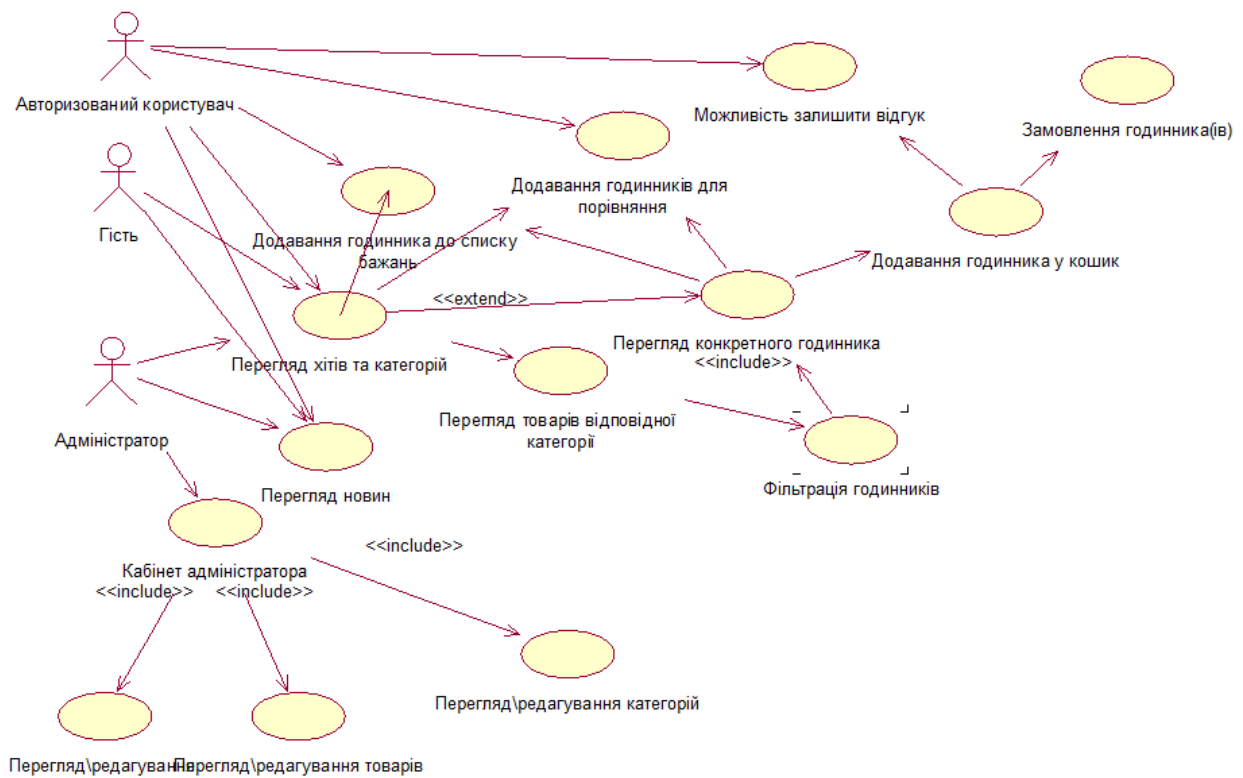 Авторизований користувач
Можливість залишити відгук
Замовлення годинника(ів)
Додавання годинників для
порівняння
Гість
Додавання годинника до списку
бажань
Додавання годинника у кошик
<<extend>>
Перегляд конкретного годинника
<<include>>
Перегляд хітів та категорій
Перегляд товарів відповідної
категорії
Адміністратор
Перегляд новин
Фільтрація годинників
<<include>>
Кабінет адміністратора
<<include>>
<<include>>
Перегляд\редагування категорій
Перегляд\редагування
Перегляд\редагування товарів